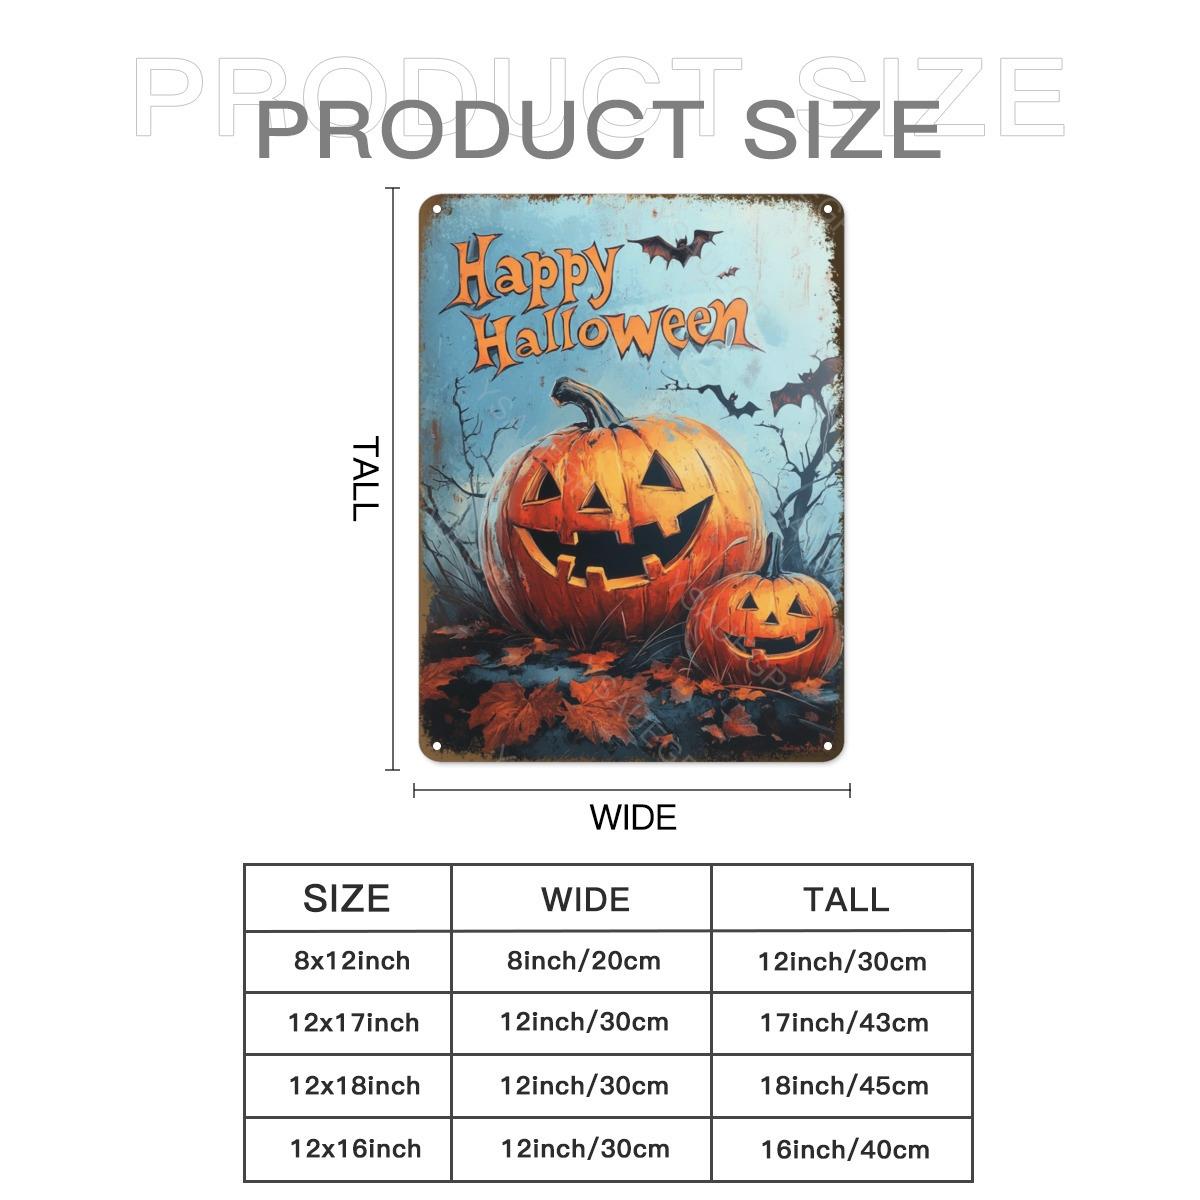 PRODUCT SIZE
PRODUCT SIZE
Happy
Halloween
TALL
WIDE
SIZE WIDE TALL
8x12inch 8inch/20cm 12inch/30cm
12x17inch 12inch/30cm 17inch/43cm
12x18inch 12inch/30cm 18inch/45cm
12x16inch 12inch/30cm 16inch/40cm